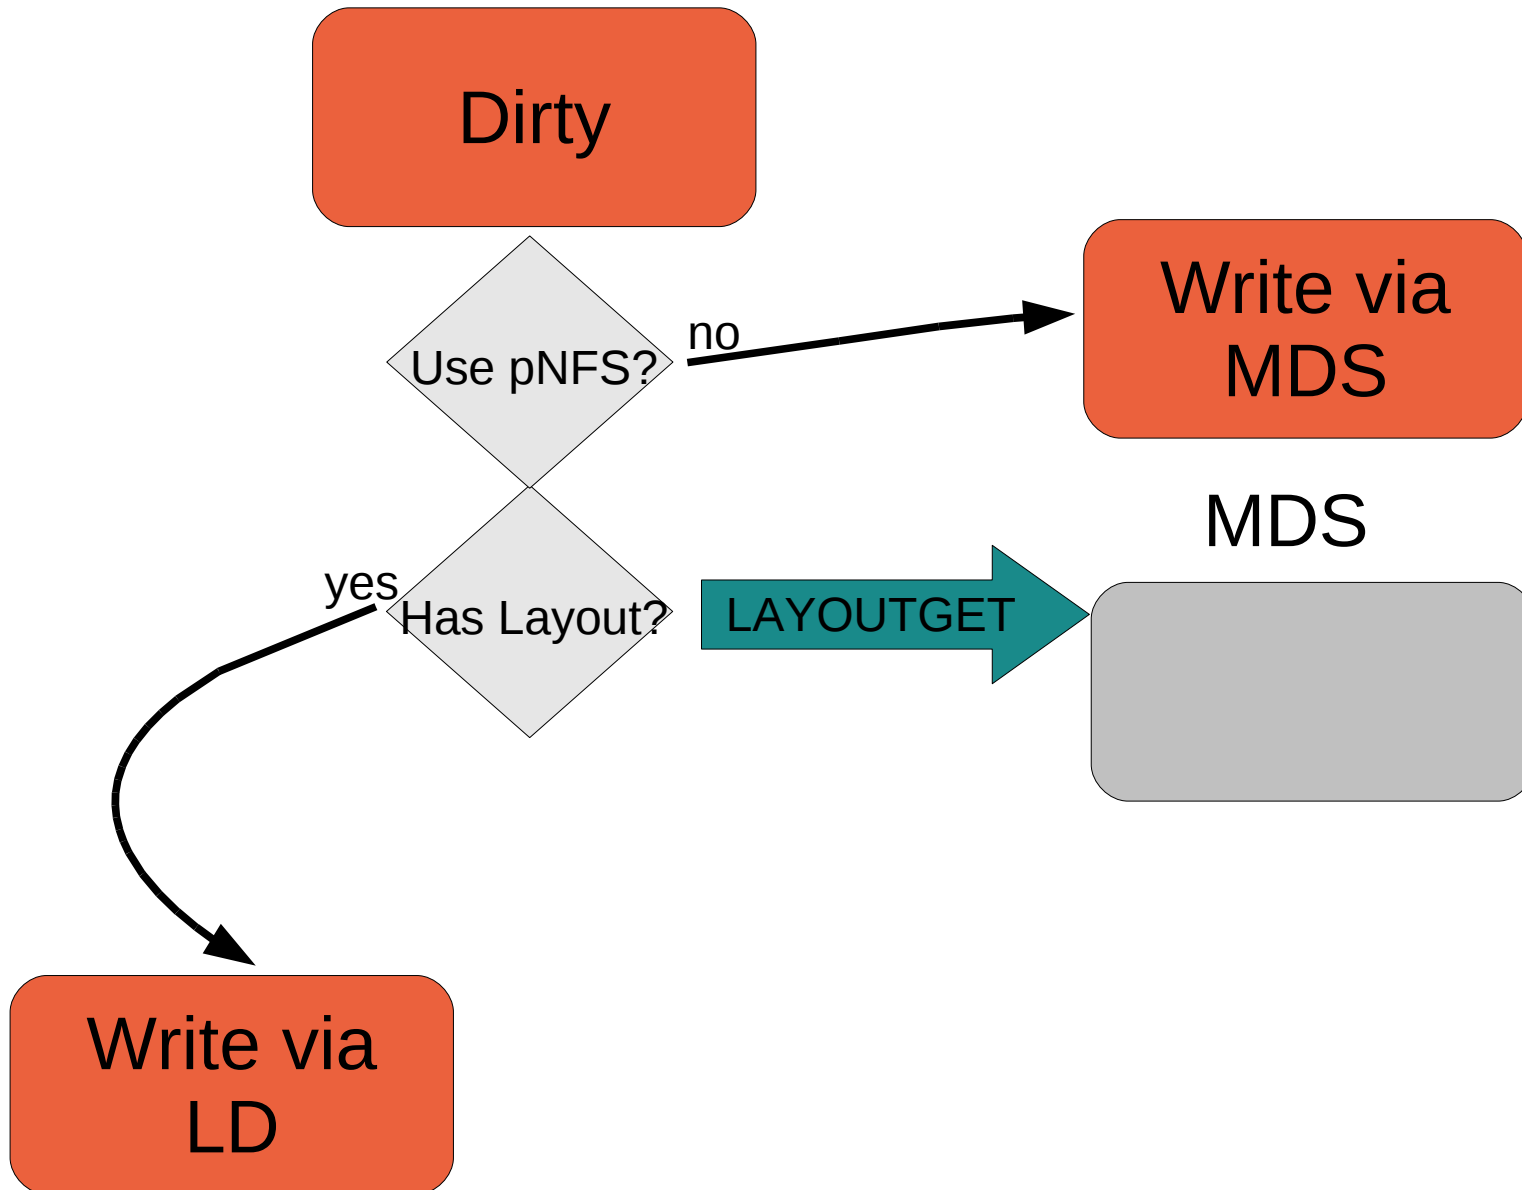 Dirty
Use pNFS?
no
Write via
MDS
MDS
yes
Has Layout?
LAYOUTGET
Write via
LD